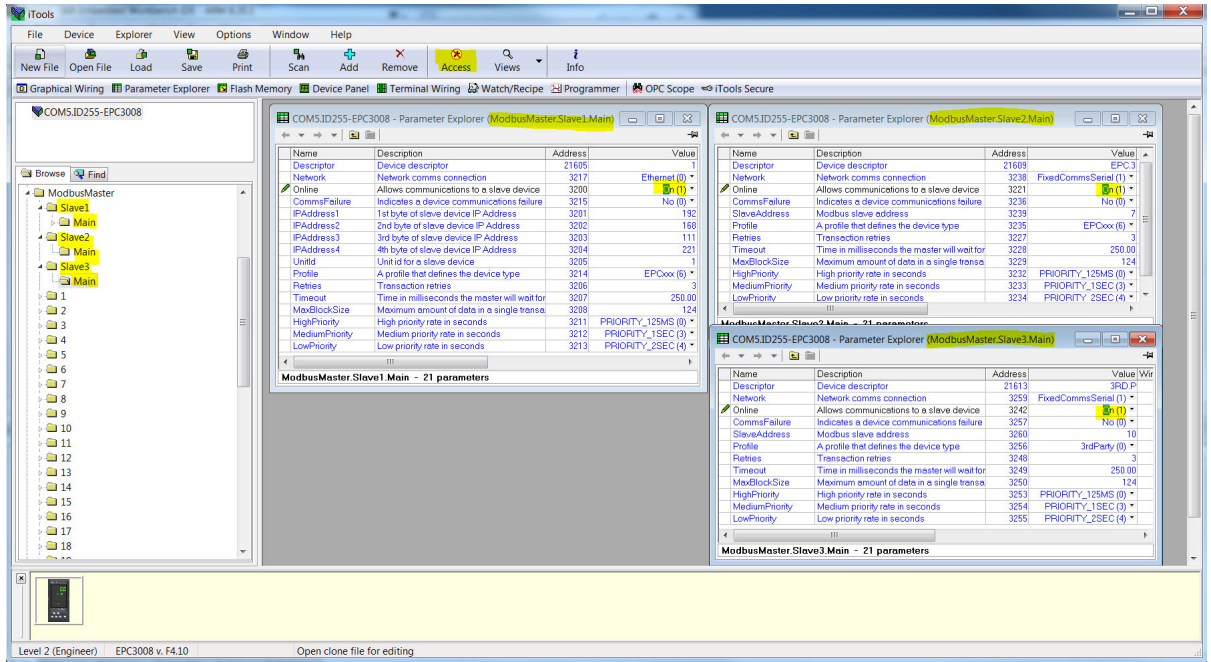 iTools
File Device Explorer View Options Window Help
New File Open File Load Save Print Scan Add Remove Access Views Info
Graphical Wiring Parameter Explorer Flash Memory Device Panel Terminal Wiring Watch/Recipe Programmer OPC Scope iTools Secure
COM5.ID255-EPC3008
Browse Find
ModbusMaster
Slave1
Main
Slave2
Main
Slave3
Main
1
2
3
4
5
6
7
8
9
10
11
12
13
14
15
16
17
18
COM5.ID255-EPC3008 - Parameter Explorer (ModbusMaster.Slave1.Main)
Name Description Address Value
Descriptor Device descriptor 21605 1
Network Network comms connection 3217 Ethernet (0)
Online Allows communications to a slave device 3200 On (1)
CommsFailure Indicates a device communications failure 3215 No (0)
IPAddress1 1st byte of slave device IP Address 3201 192
IPAddress2 2nd byte of slave device IP Address 3202 168
IPAddress3 3rd byte of slave device IP Address 3203 111
IPAddress4 4th byte of slave device IP Address 3204 221
UnitId Unit id for a slave device 3205 1
Profile A profile that defines the device type 3214 EPCxxx (6)
Retries Transaction retries 3206 3
Timeout Time in milliseconds the master will wait for 3207 250.00
MaxBlockSize Maximum amount of data in a single transa 3208 124
HighPriority High priority rate in seconds 3211 PRIORITY_125MS (0)
MediumPriority Medium priority rate in seconds 3212 PRIORITY_1SEC (3)
LowPriority Low priority rate in seconds 3213 PRIORITY_2SEC (4)
ModbusMaster.Slave1.Main - 21 parameters
COM5.ID255-EPC3008 - Parameter Explorer (ModbusMaster.Slave2.Main)
Name Description Address Value
Descriptor Device descriptor 21609 EPC.3
Network Network comms connection 3238 FixedCommsSerial (1)
Online Allows communications to a slave device 3221 On (1)
CommsFailure Indicates a device communications failure 3236 No (0)
SlaveAddress Modbus slave address 3239 7
Profile A profile that defines the device type 3235 EPCxxx (6)
Retries Transaction retries 3227 3
Timeout Time in milliseconds the master will wait for 3228 250.00
MaxBlockSize Maximum amount of data in a single transa 3229 124
HighPriority High priority rate in seconds 3232 PRIORITY_125MS (0)
MediumPriority Medium priority rate in seconds 3233 PRIORITY_1SEC (3)
LowPriority Low priority rate in seconds 3234 PRIORITY_2SEC (4)
ModbusMaster.Slave2.Main - 21 parameters
COM5.ID255-EPC3008 - Parameter Explorer (ModbusMaster.Slave3.Main)
Name Description Address Value Wir
Descriptor Device descriptor 21613 3RD.P
Network Network comms connection 3259 FixedCommsSerial (1)
Online Allows communications to a slave device 3242 On (1)
CommsFailure Indicates a device communications failure 3257 No (0)
SlaveAddress Modbus slave address 3260 10
Profile A profile that defines the device type 3256 3rdParty (0)
Retries Transaction retries 3248 3
Timeout Time in milliseconds the master will wait for 3249 250.00
MaxBlockSize Maximum amount of data in a single transa 3250 124
HighPriority High priority rate in seconds 3253 PRIORITY_125MS (0)
MediumPriority Medium priority rate in seconds 3254 PRIORITY_1SEC (3)
LowPriority Low priority rate in seconds 3255 PRIORITY_2SEC (4)
ModbusMaster.Slave3.Main - 21 parameters
Level 2 (Engineer) EPC3008 v. F4.10 Open clone file for editing